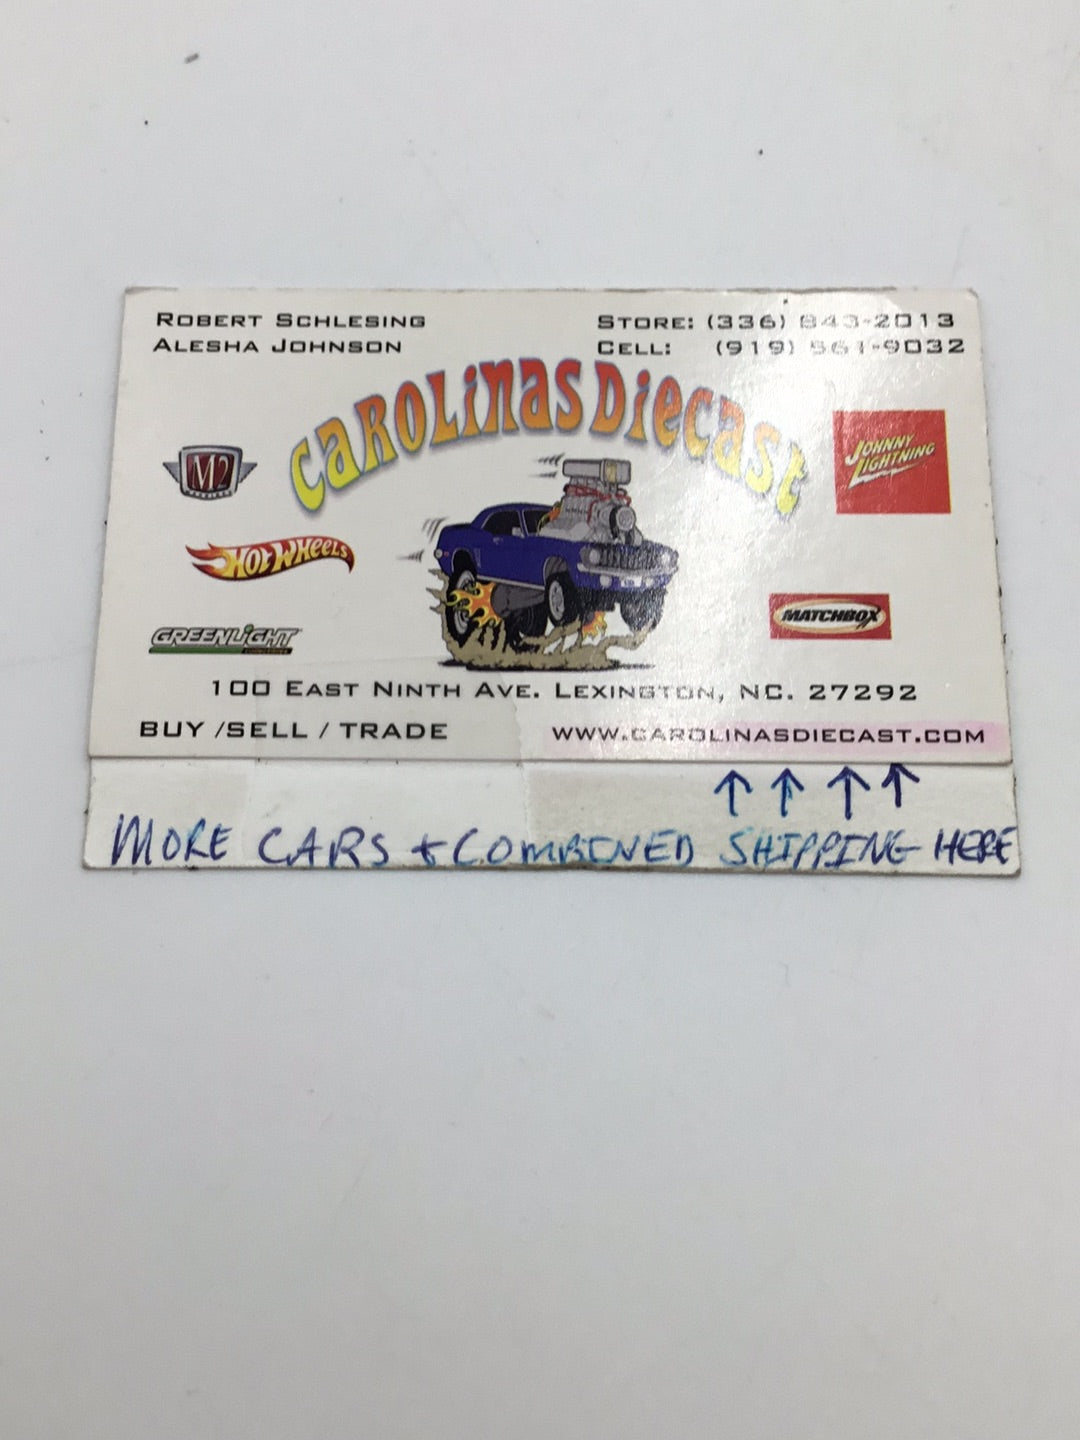 ROBERT SCHLESING
ALESHA JOHNSON
STORE: (336) 843-2013
CELL: (919) 561-9032
CAROLINAS DIECAST
M2
JOHNNY LIGHTNING
HOT WHEELS
MATCHBOX
GREENLIGHT
100 EAST NINTH AVE. LEXINGTON, NC. 27292
BUY /SELL / TRADE
WWW.CAROLINASDIECAST.COM
↑ ↑ ↑ ↑
MORE CARS + COMBINED SHIPPING HERE